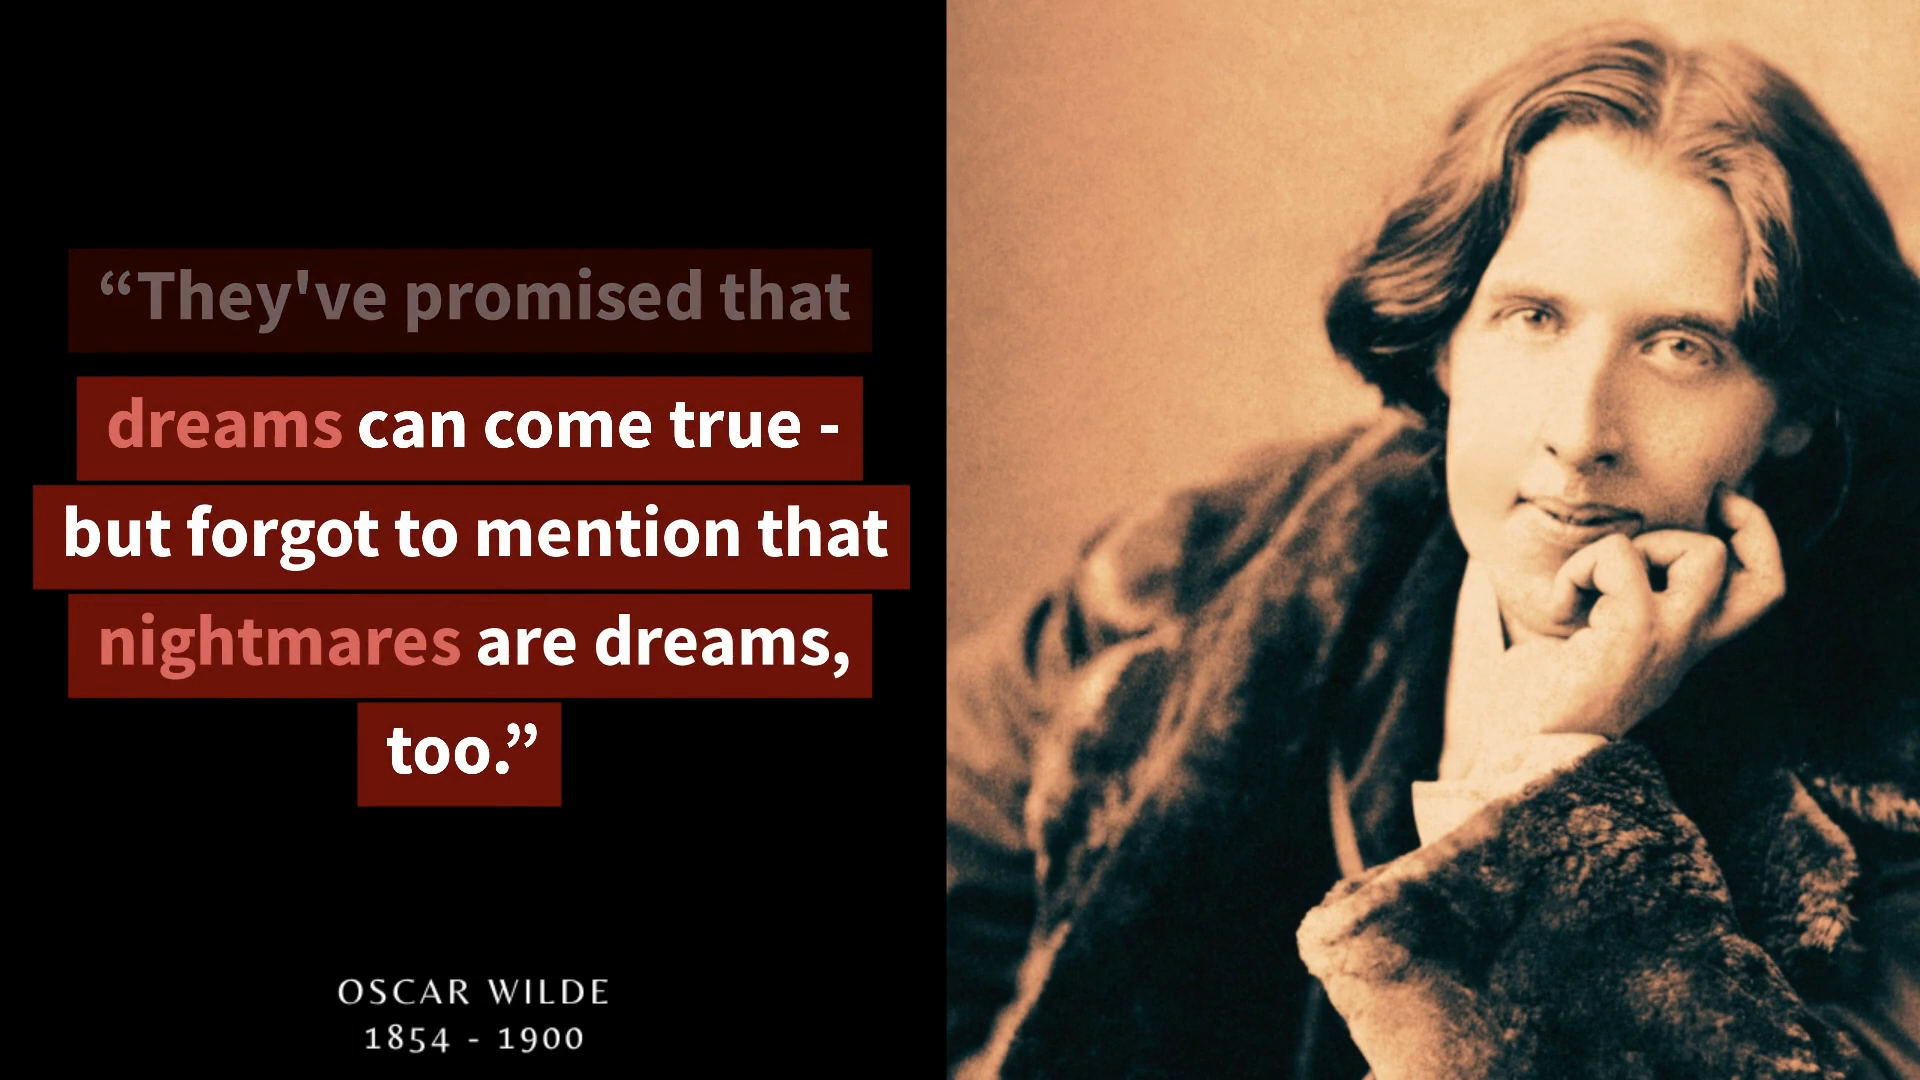 “They've promised that
dreams can come true -
but forgot to mention that
nightmares are dreams,
too.”
OSCAR WILDE
1854 - 1900